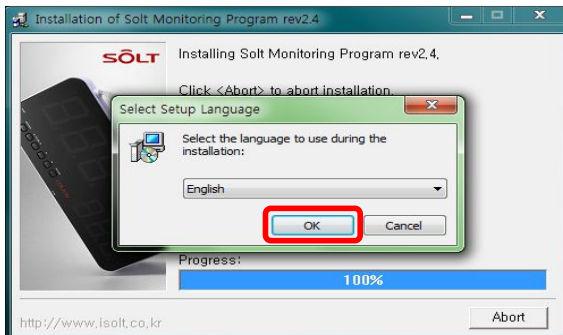 Installation of Solt Monitoring Program rev2.4
SÔLT
Installing Solt Monitoring Program rev2.4,
Click <Abort> to abort installation.
Select Setup Language
Select the language to use during the
installation:
English
OK
Cancel
Progress:
100%
http://www.isolt.co.kr
Abort